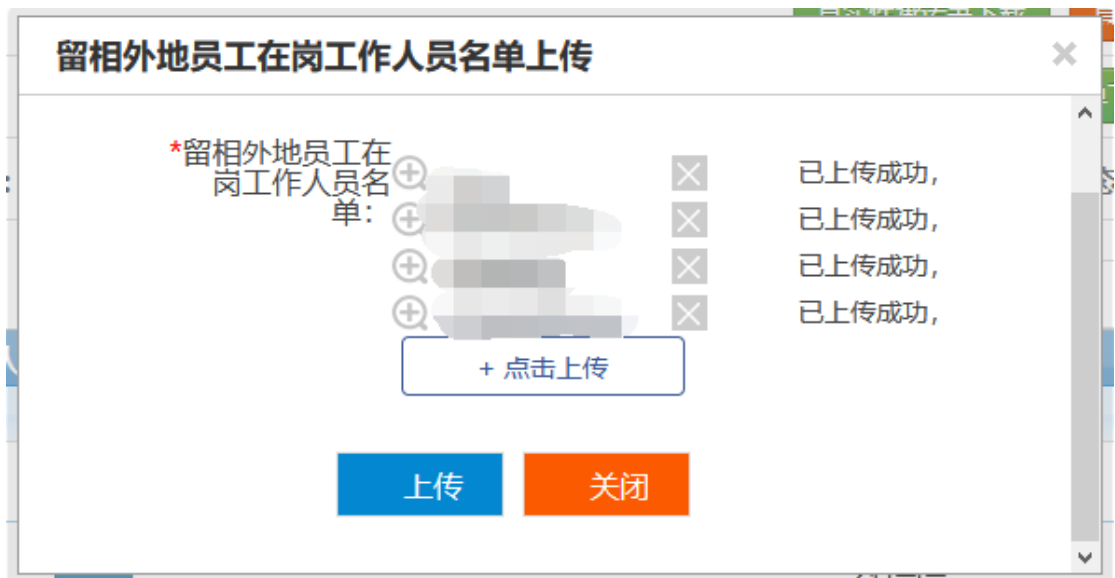 留相外地员工在岗工作人员名单上传
*留相外地员工在
岗工作人员名
单：
已上传成功，
已上传成功，
已上传成功，
已上传成功，
+ 点击上传
上传
关闭